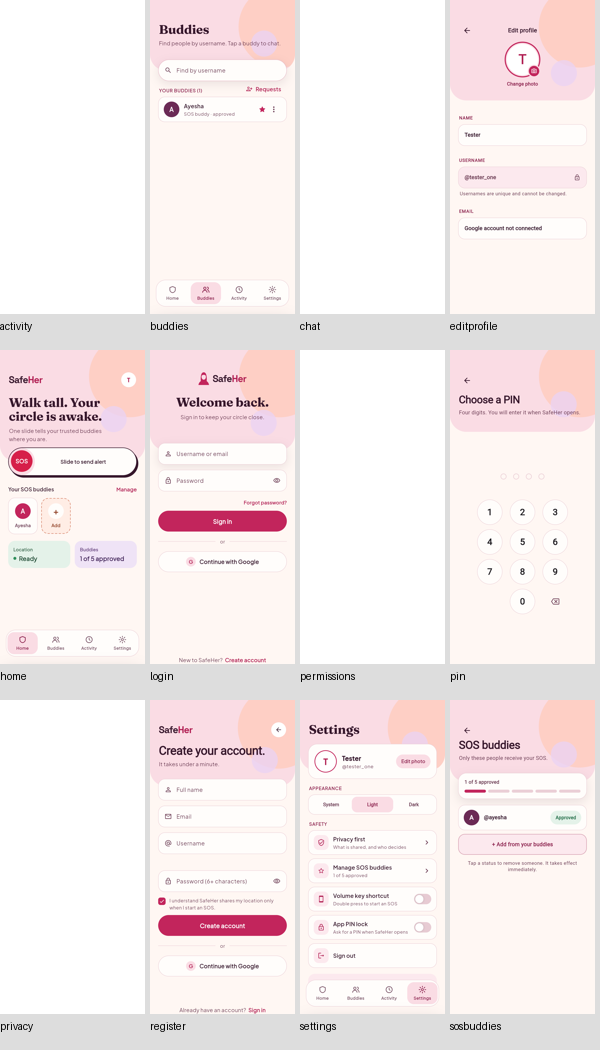 Buddies
Find people by username. Tap a buddy to chat.
Find by username
YOUR BUDDIES (1)
Requests
A
Ayesha
SOS buddy · approved
Home
Buddies
Activity
Settings
Edit profile
T
Change photo
NAME
Tester
USERNAME
@tester_one
Usernames are unique and cannot be changed.
EMAIL
Google account not connected
activity
buddies
chat
editprofile
SafeHer
T
Walk tall. Your
circle is awake.
One slide tells your trusted buddies
where you are.
SOS
Slide to send alert
Your SOS buddies
Manage
A
Ayesha
+
Add
Location
Ready
Buddies
1 of 5 approved
Home
Buddies
Activity
Settings
SafeHer
Welcome back.
Sign in to keep your circle close.
Username or email
Password
Forgot password?
Sign in
or
G Continue with Google
New to SafeHer? Create account
Choose a PIN
Four digits. You will enter it when SafeHer opens.
1 2 3
4 5 6
7 8 9
0
home
login
permissions
pin
SafeHer
Create your account.
It takes under a minute.
Full name
Email
Username
Password (6+ characters)
I understand SafeHer shares my location only
when I start an SOS.
Create account
or
G Continue with Google
Already have an account? Sign in
Settings
T
Tester
@tester_one
Edit photo
APPEARANCE
System
Light
Dark
SAFETY
Privacy first
What is shared, and who decides
Manage SOS buddies
1 of 5 approved
Volume key shortcut
Double press to start an SOS
App PIN lock
Ask for a PIN when SafeHer opens
Sign out
Home
Buddies
Activity
Settings
SOS buddies
Only these people receive your SOS.
1 of 5 approved
A
@ayesha
Approved
+ Add from your buddies
Tap a status to remove someone. It takes effect
immediately.
privacy
register
settings
sosbuddies